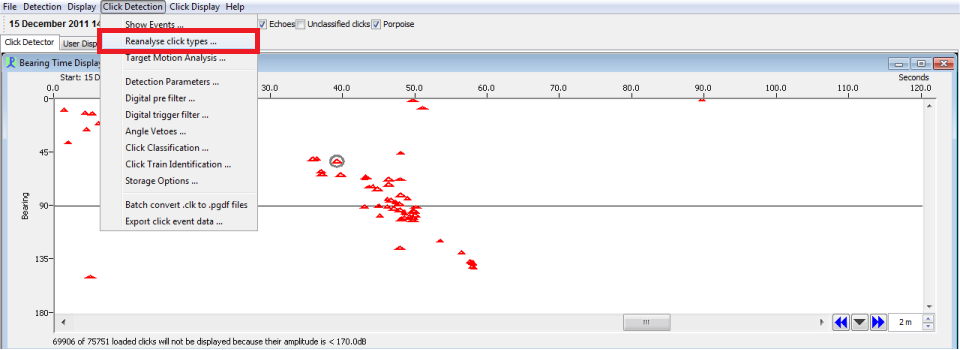 File Detection Display Click Detection Click Display Help
15 December 2011 14
Echoes Unclassified clicks Porpoise
Click Detector User Disp
Show Events ...
Reanalyse click types ...
Target Motion Analysis ...
Detection Parameters ...
Digital pre filter ...
Digital trigger filter ...
Angle Vetoes ...
Click Classification ...
Click Train Identification ...
Storage Options ...
Batch convert .clk to .pgdf files
Export click event data ...
Bearing Time Display
Start: 15 D
Seconds
0.0 30.0 40.0 50.0 60.0 70.0 80.0 90.0 100.0 110.0 120.0
0
45
90
135
180
Bearing
2 m
69906 of 75751 loaded clicks will not be displayed because their amplitude is < 170.0dB